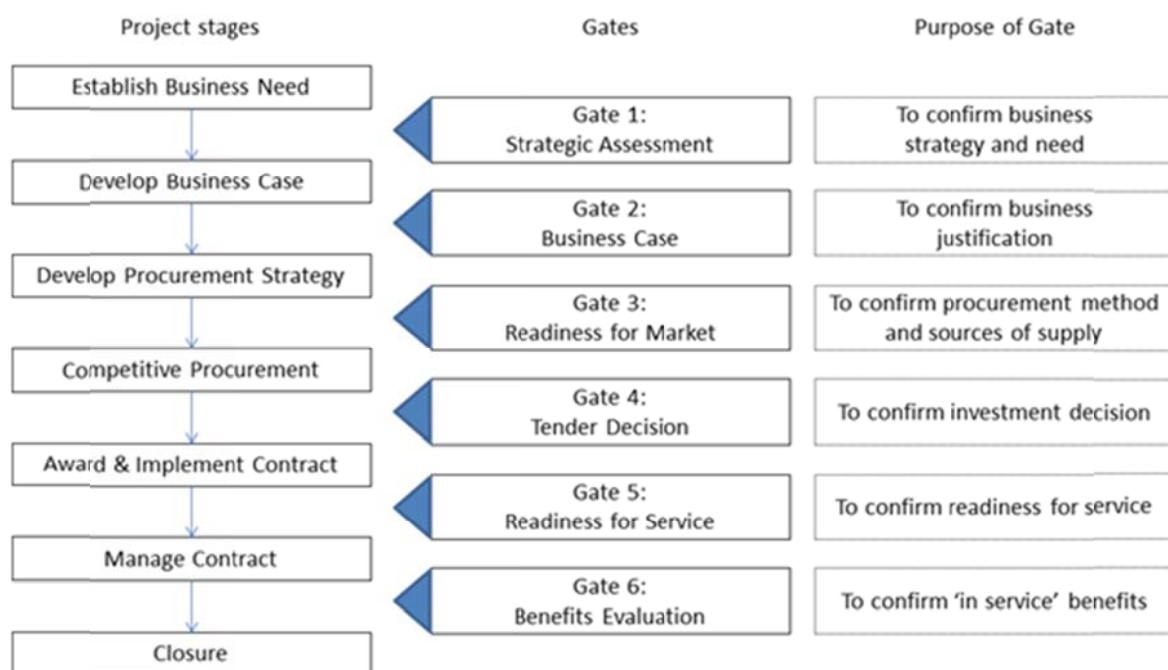 Project stages
Gates
Purpose of Gate
Establish Business Need
Gate 1:
Strategic Assessment
To confirm business
strategy and need
Develop Business Case
Gate 2:
Business Case
To confirm business
justification
Develop Procurement Strategy
Gate 3:
Readiness for Market
To confirm procurement method
and sources of supply
Competitive Procurement
Gate 4:
Tender Decision
To confirm investment decision
Award & Implement Contract
Gate 5:
Readiness for Service
To confirm readiness for service
Manage Contract
Gate 6:
Benefits Evaluation
To confirm ‘in service’ benefits
Closure